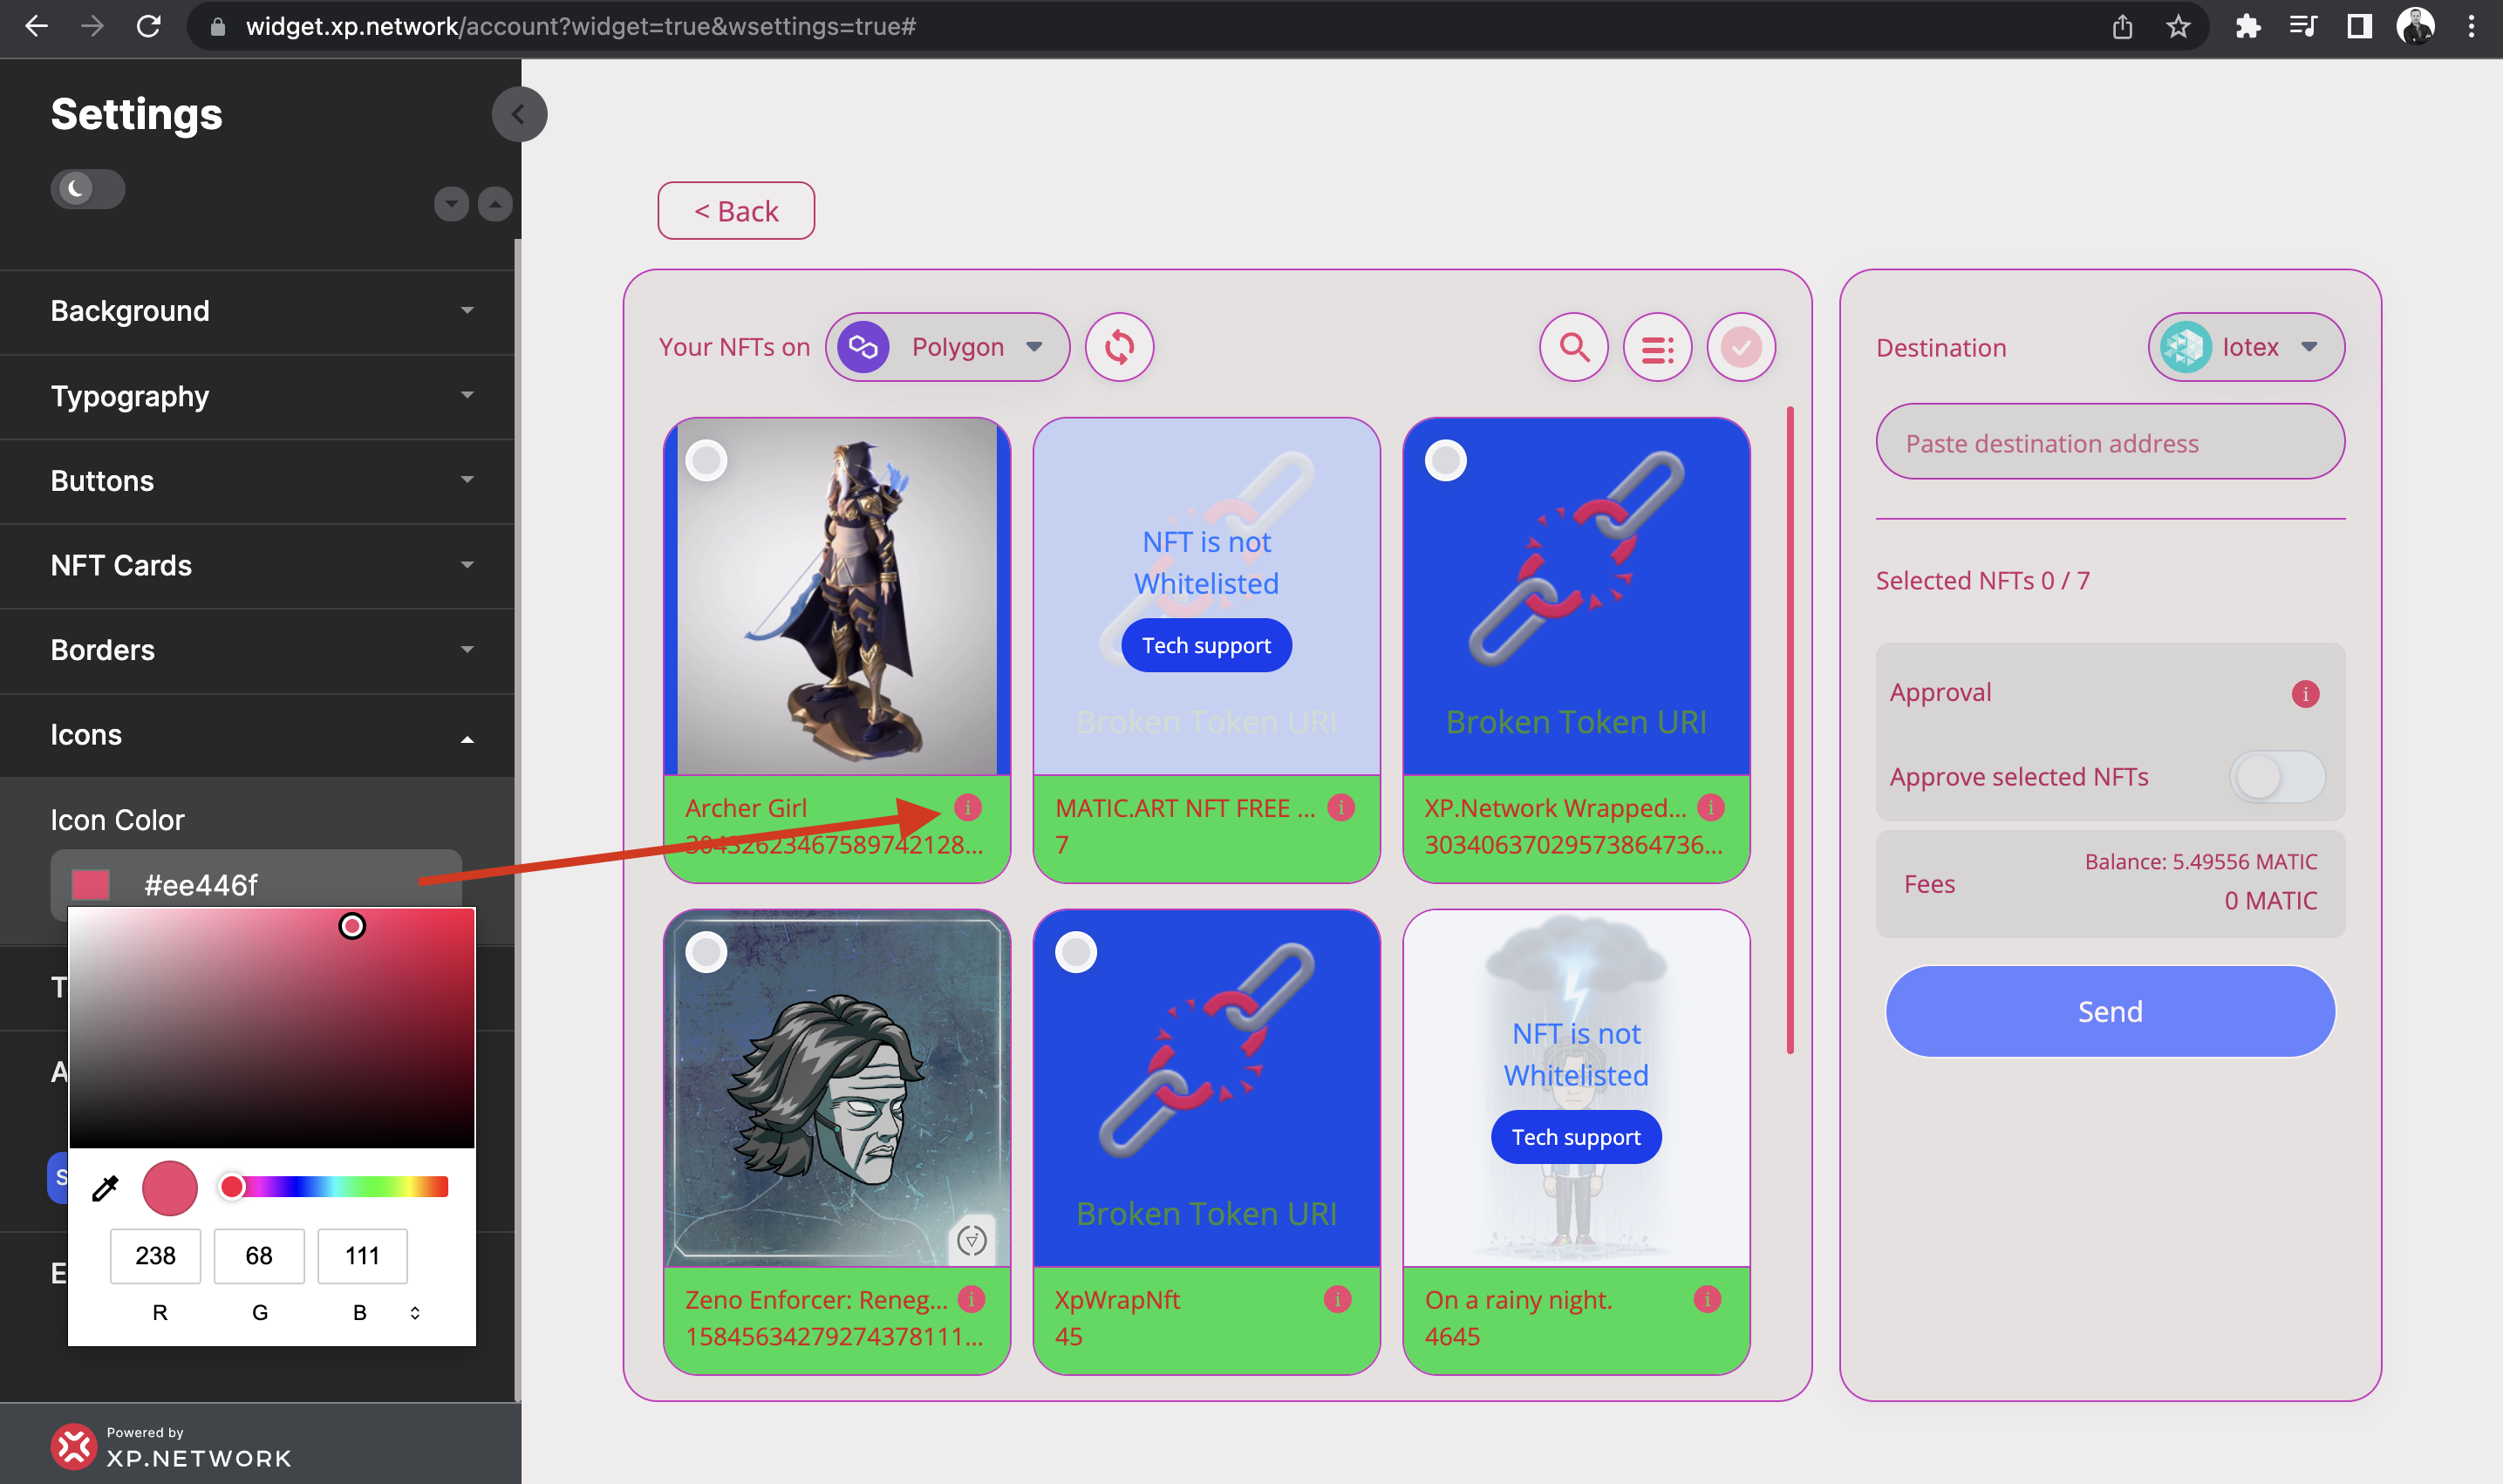 widget.xp.network/account?widget=true&wsettings=true#
Settings
Background
Typography
Buttons
NFT Cards
Borders
Icons
Icon Color
#ee446f
T
A
S
E
238
68
111
R
G
B
Powered by
XP.NETWORK
< Back
Your NFTs on
Polygon
NFT is not
Whitelisted
Tech support
Broken Token URI
Broken Token URI
Archer Girl
30432623467589742128...
MATIC.ART NFT FREE ...
7
XP.Network Wrapped...
30340637029573864736...
Broken Token URI
NFT is not
Whitelisted
Tech support
Zeno Enforcer: Reneg...
15845634279274378111...
XpWrapNft
45
On a rainy night.
4645
Destination
Iotex
Paste destination address
Selected NFTs 0 / 7
Approval
Approve selected NFTs
Fees
Balance: 5.49556 MATIC
0 MATIC
Send